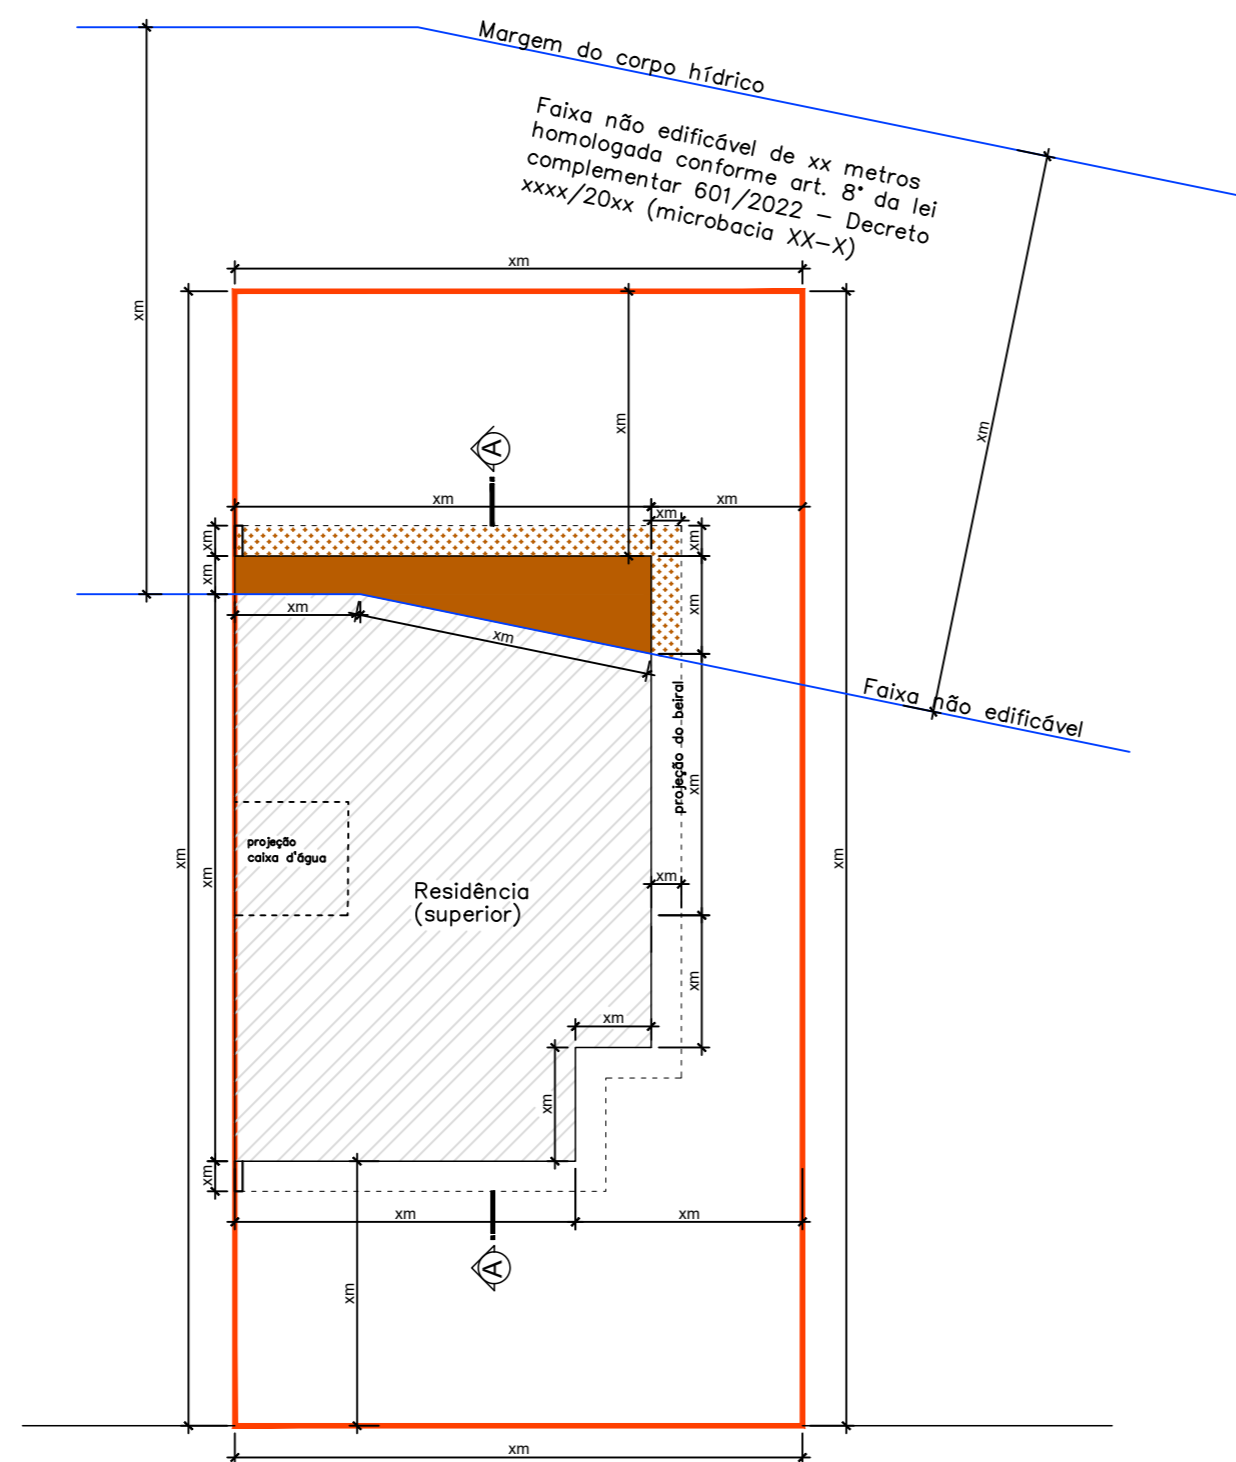 Margem do corpo hídrico
Faixa não edificável de xx metros
homologada conforme art. 8° da lei
complementar 601/2022 – Decreto
xxxx/20xx (microbacia XX–X)
xm
xm
xm
xm
A
xm
xm
xm
xm
xm
xm
xm
xm
xm
xm
Faixa não edificável
projeção do beiral
xm
projeção
caixa d'água
xm
xm
xm
Residência
(superior)
xm
xm
xm
xm
xm
xm
xm
A
xm
xm